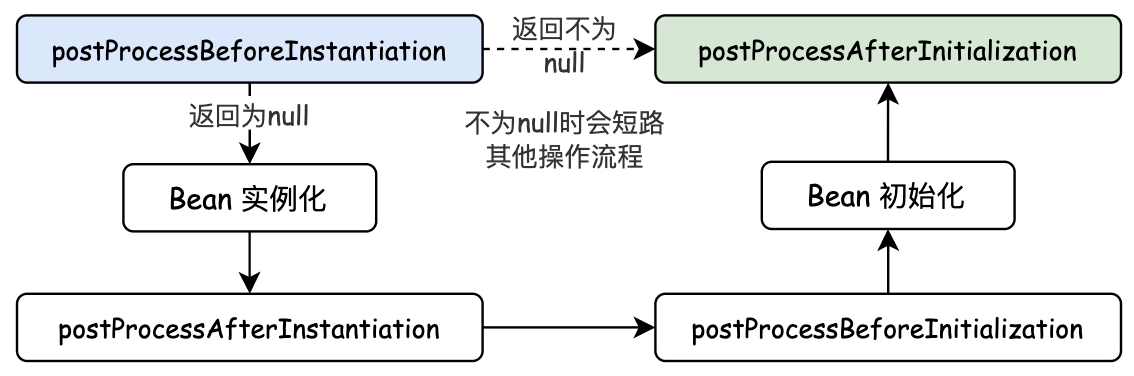 postProcessBeforeInstantiation
返回不为
null
postProcessAfterInitialization
返回为null
不为null时会短路
其他操作流程
Bean 实例化
Bean 初始化
postProcessAfterInstantiation
postProcessBeforeInitialization